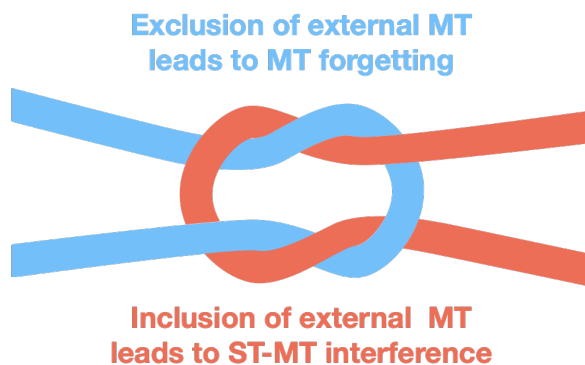 Exclusion of external MT
leads to MT forgetting
Inclusion of external MT
leads to ST-MT interference